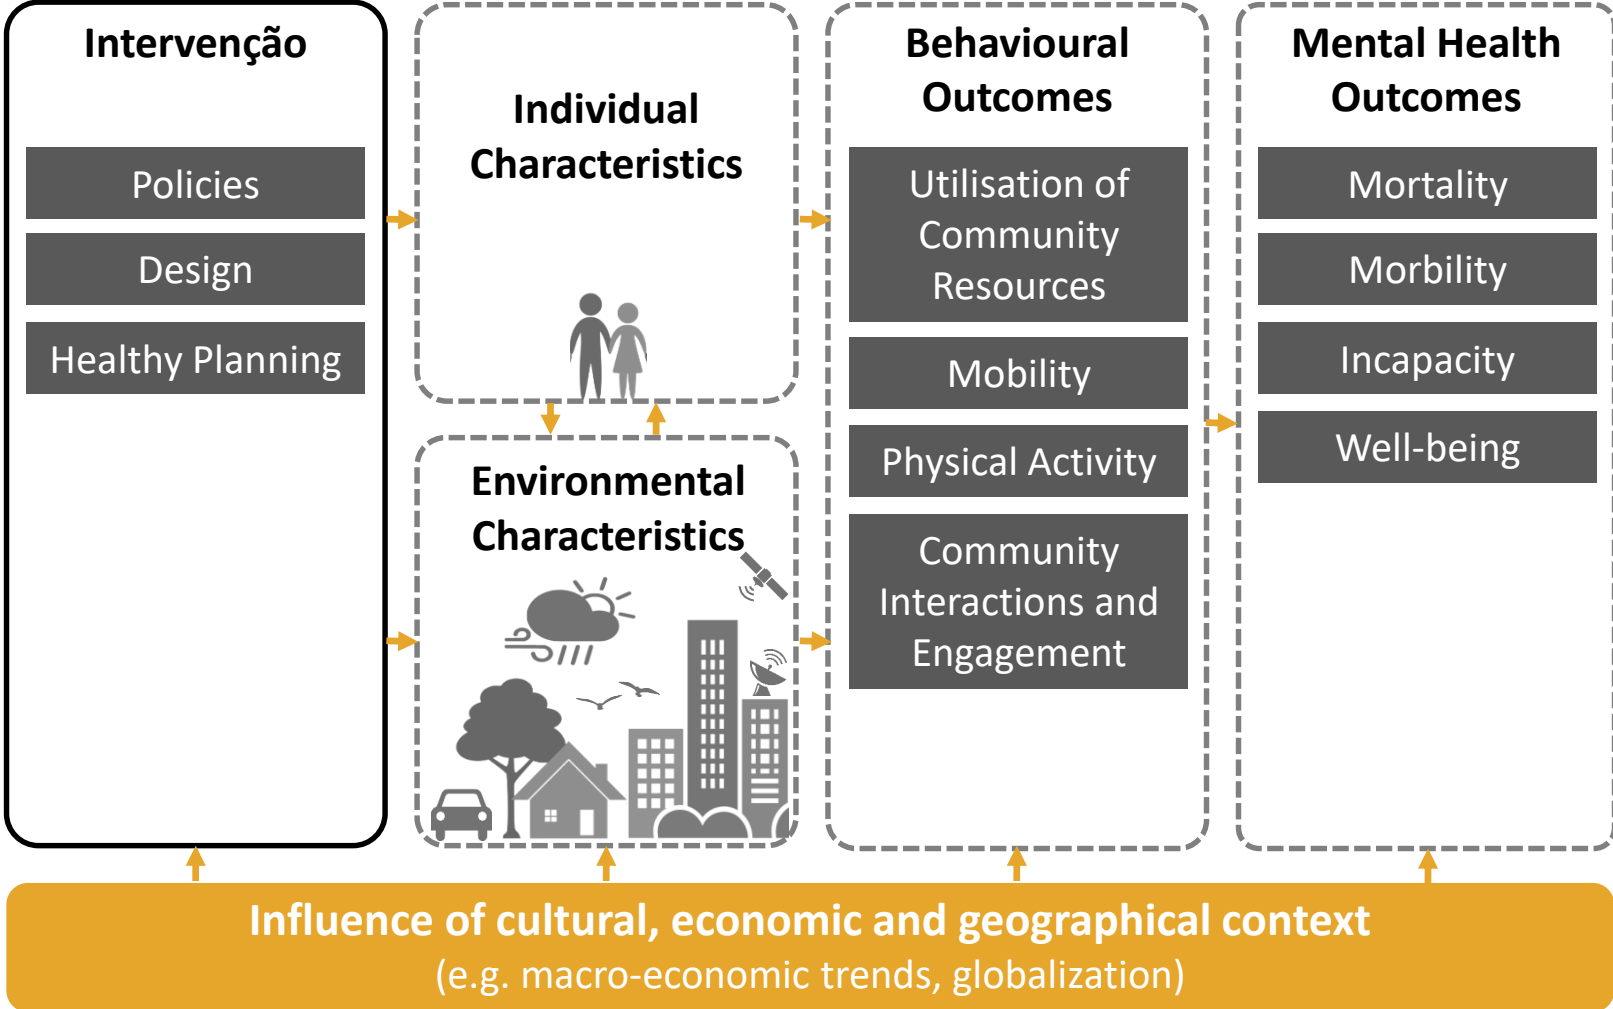 Intervenção
Policies
Design
Healthy Planning
Individual
Characteristics
Environmental
Characteristics
Behavioural
Outcomes
Utilisation of
Community
Resources
Mobility
Physical Activity
Community
Interactions and
Engagement
Mental Health
Outcomes
Mortality
Morbility
Incapacity
Well-being
Influence of cultural, economic and geographical context
(e.g. macro-economic trends, globalization)